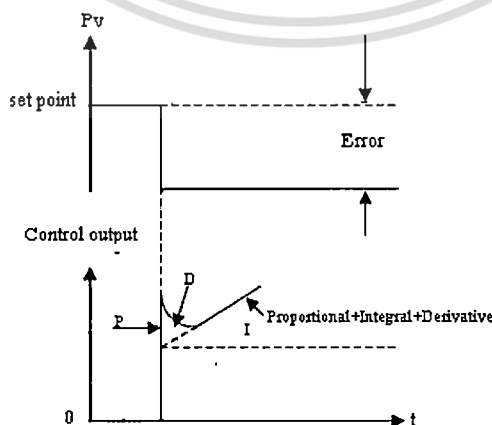 Pv
set point
Error
Control output
D
P
Proportional+Integral+Derivative
I
0
t